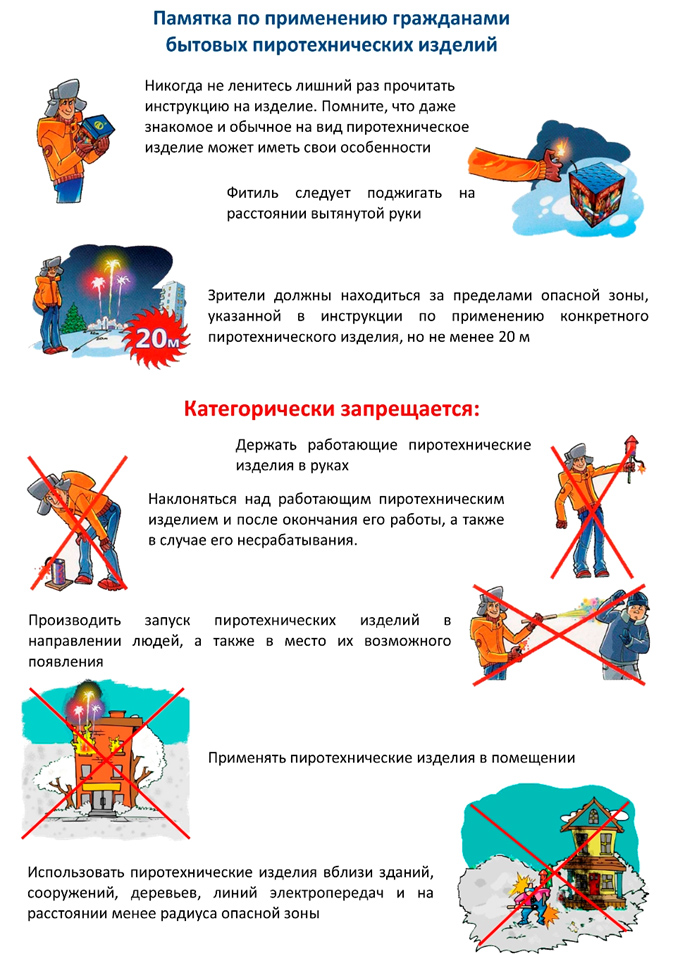 Памятка по применению гражданами
бытовых пиротехнических изделий
Никогда не ленитесь лишний раз прочитать
инструкцию на изделие. Помните, что даже
знакомое и обычное на вид пиротехническое
изделие может иметь свои особенности
Фитиль следует поджигать на
расстоянии вытянутой руки
20м
Зрители должны находиться за пределами опасной зоны,
указанной в инструкции по применению конкретного
пиротехнического изделия, но не менее 20 м
Категорически запрещается:
Держать работающие пиротехнические
изделия в руках
Наклоняться над работающим пиротехническим
изделием и после окончания его работы, а также
в случае его несрабатывания.
Производить запуск пиротехнических изделий в
направлении людей, а также в место их возможного
появления
Применять пиротехнические изделия в помещении
Использовать пиротехнические изделия вблизи зданий,
сооружений, деревьев, линий электропередач и на
расстоянии менее радиуса опасной зоны